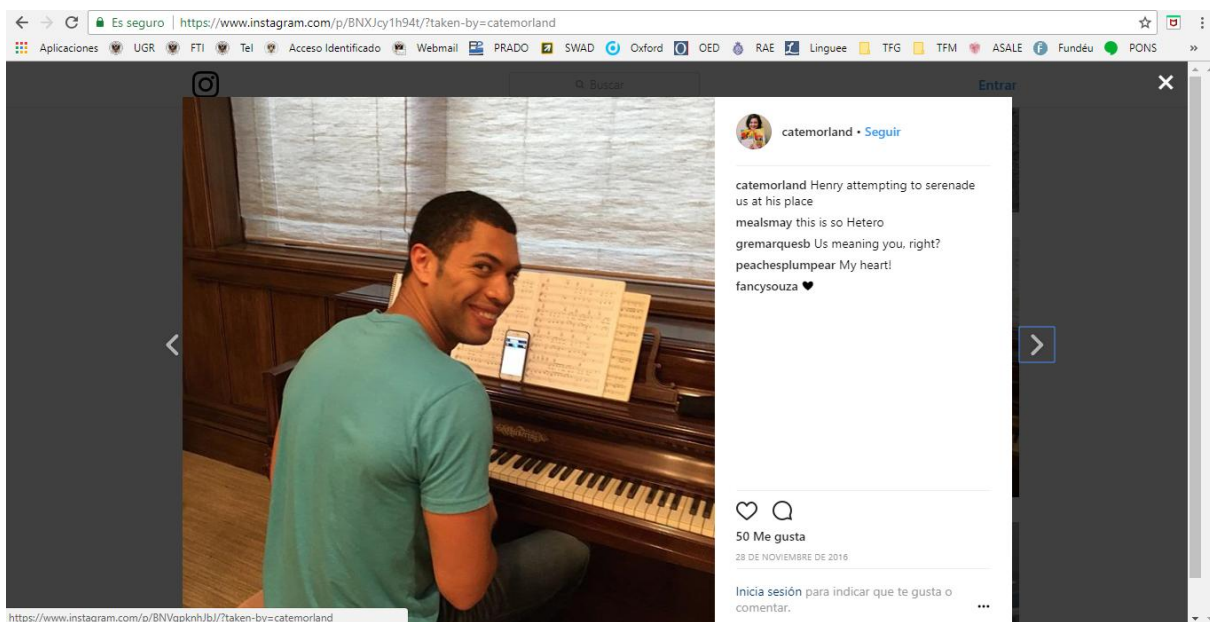 Es seguro | https://www.instagram.com/p/BNXJcy1h94t/?taken-by=catemorland
Aplicaciones UGR FTI Tel Acceso Identificado Webmail PRADO SWAD Oxford OED RAE Linguee TFG TFM ASALE Fundéu PONS »
Buscar Entrar
catemorland • Seguir
catemorland Henry attempting to serenade
us at his place
mealsmay this is so Hetero
gremarquesb Us meaning you, right?
peachesplumpear My heart!
fancysouza 🖤
50 Me gusta
28 DE NOVIEMBRE DE 2016
Inicia sesión para indicar que te gusta o
comentar.
https://www.instagram.com/p/BNVqpknhJbJ/?taken-by=catemorland